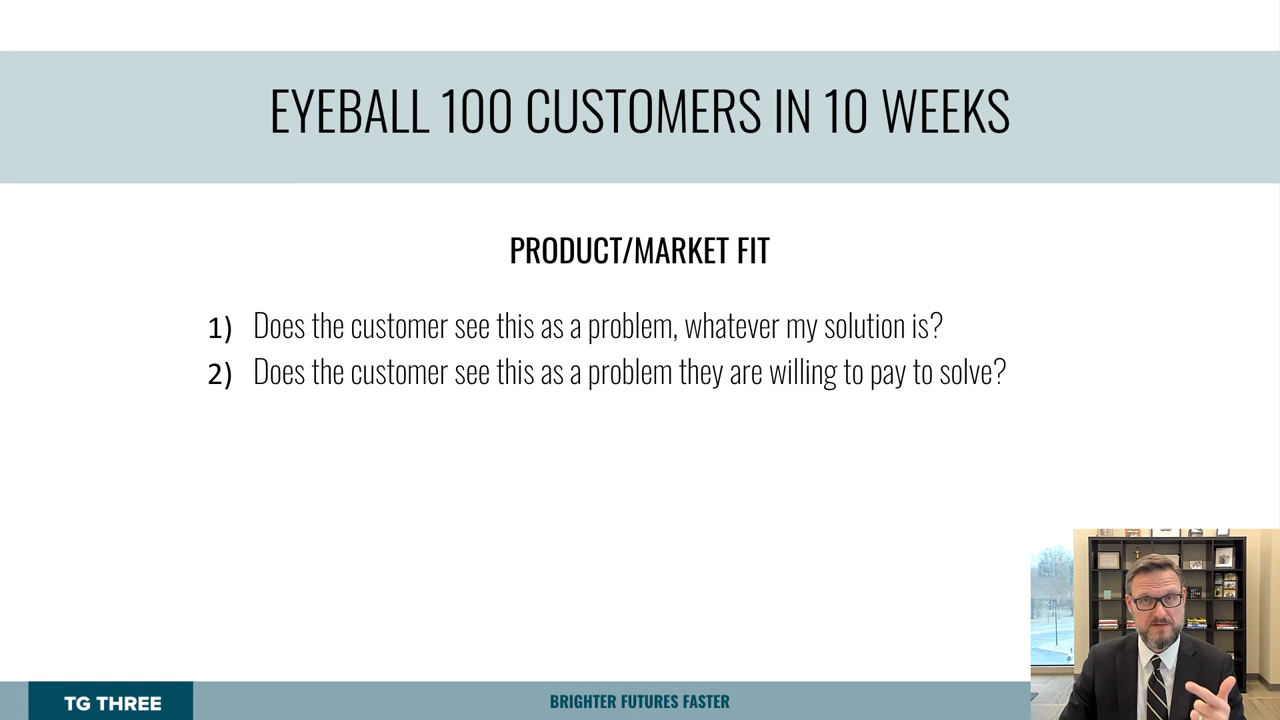 EYEBALL 100 CUSTOMERS IN 10 WEEKS
PRODUCT/MARKET FIT
1) Does the customer see this as a problem, whatever my solution is?
2) Does the customer see this as a problem they are willing to pay to solve?
TG THREE
BRIGHTER FUTURES FASTER